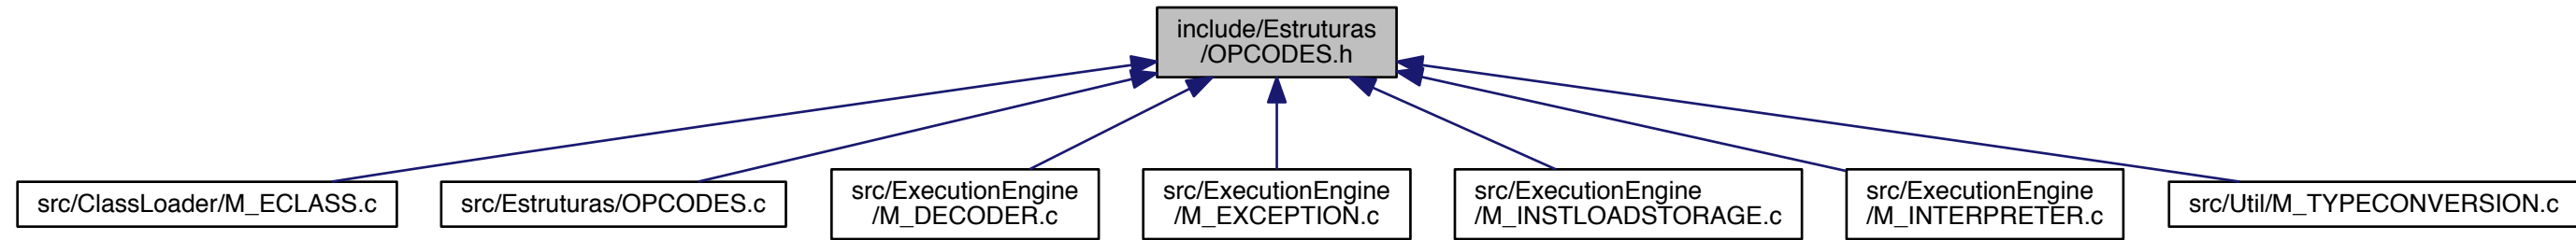 include/Estruturas
/OPCODES.h
src/ClassLoader/M_ECLASS.c
src/Estruturas/OPCODES.c
src/ExecutionEngine
/M_DECODER.c
src/ExecutionEngine
/M_EXCEPTION.c
src/ExecutionEngine
/M_INSTLOADSTORAGE.c
src/ExecutionEngine
/M_INTERPRETER.c
src/Util/M_TYPECONVERSION.c